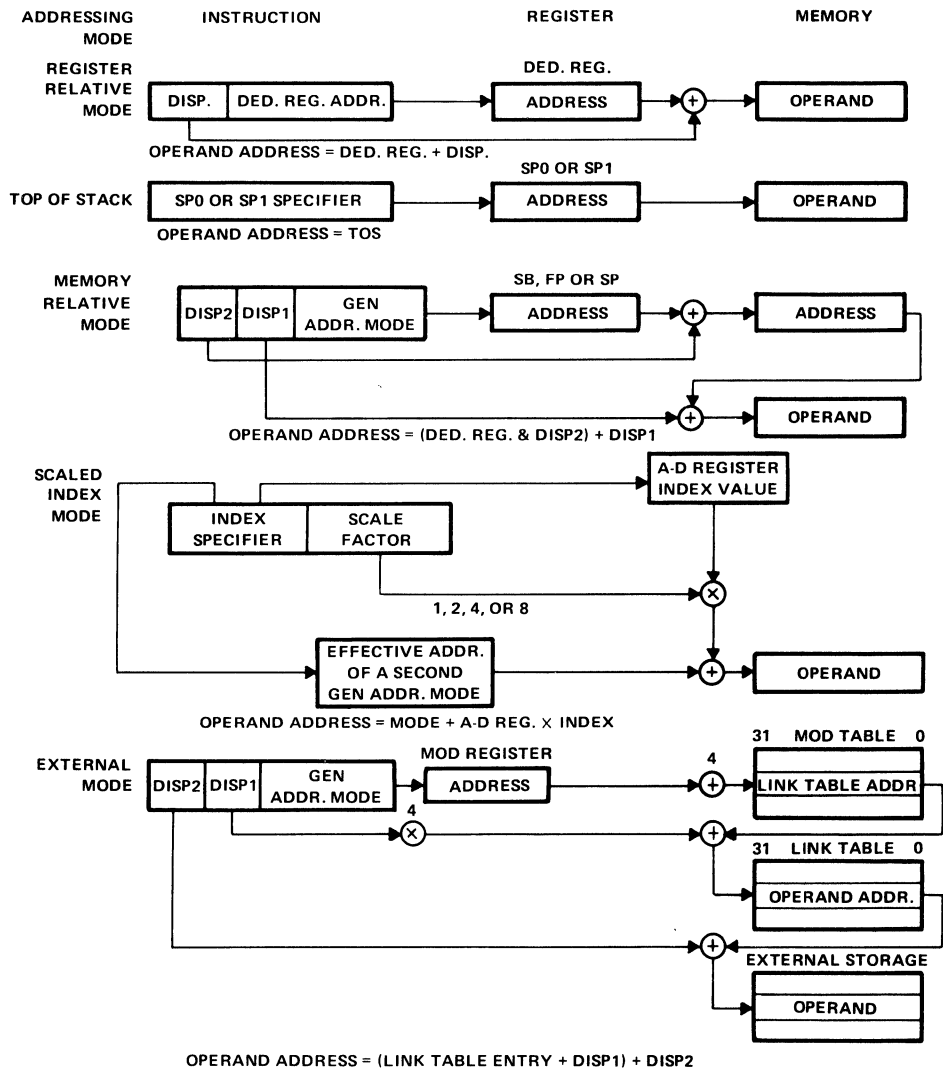 ADDRESSING MODE
INSTRUCTION
REGISTER
MEMORY
REGISTER
RELATIVE
MODE
DED. REG.
DISP.
DED. REG. ADDR.
ADDRESS
+
OPERAND
OPERAND ADDRESS = DED. REG. + DISP.
SP0 OR SP1
TOP OF STACK
SP0 OR SP1 SPECIFIER
ADDRESS
OPERAND
OPERAND ADDRESS = TOS
MEMORY
RELATIVE
MODE
SB, FP OR SP
DISP2
DISP1
GEN
ADDR. MODE
ADDRESS
+
ADDRESS
+
OPERAND
OPERAND ADDRESS = (DED. REG. & DISP2) + DISP1
SCALED
INDEX
MODE
A-D REGISTER
INDEX VALUE
INDEX
SPECIFIER
SCALE
FACTOR
×
1, 2, 4, OR 8
EFFECTIVE ADDR.
OF A SECOND
GEN ADDR. MODE
+
OPERAND
OPERAND ADDRESS = MODE + A-D REG. × INDEX
31 MOD TABLE 0
EXTERNAL
MODE
MOD REGISTER
4
DISP2
DISP1
GEN
ADDR. MODE
ADDRESS
+
LINK TABLE ADDR
4
×
+
31 LINK TABLE 0
OPERAND ADDR.
+
EXTERNAL STORAGE
OPERAND
OPERAND ADDRESS = (LINK TABLE ENTRY + DISP1) + DISP2